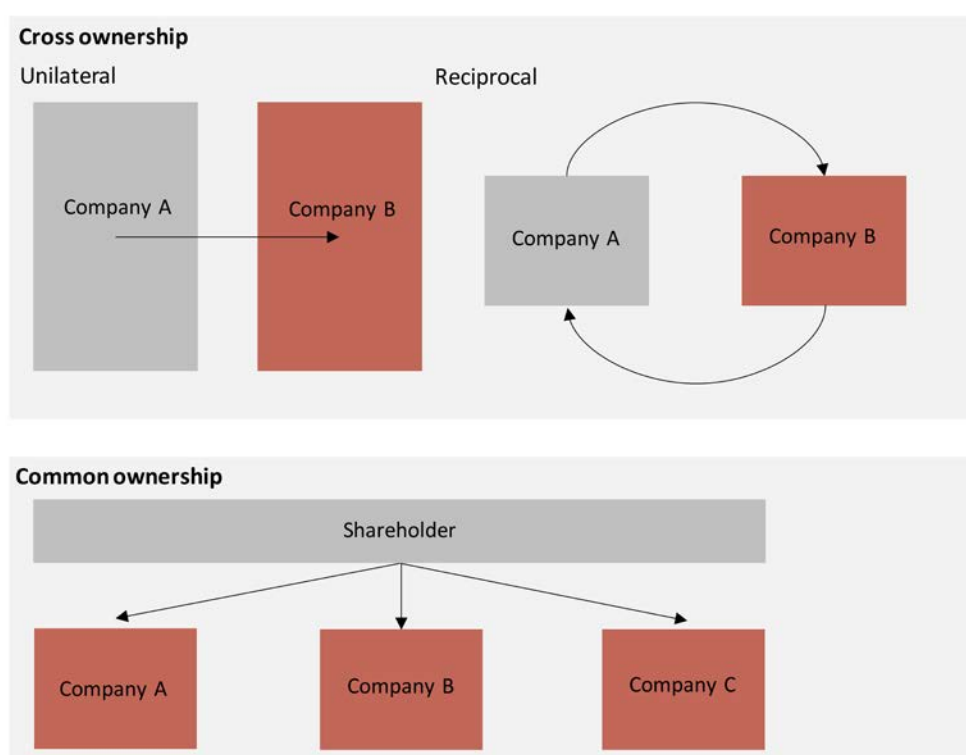 Cross ownership
Unilateral
Reciprocal
Company A
Company B
Company A
Company B
Common ownership
Shareholder
Company A
Company B
Company C